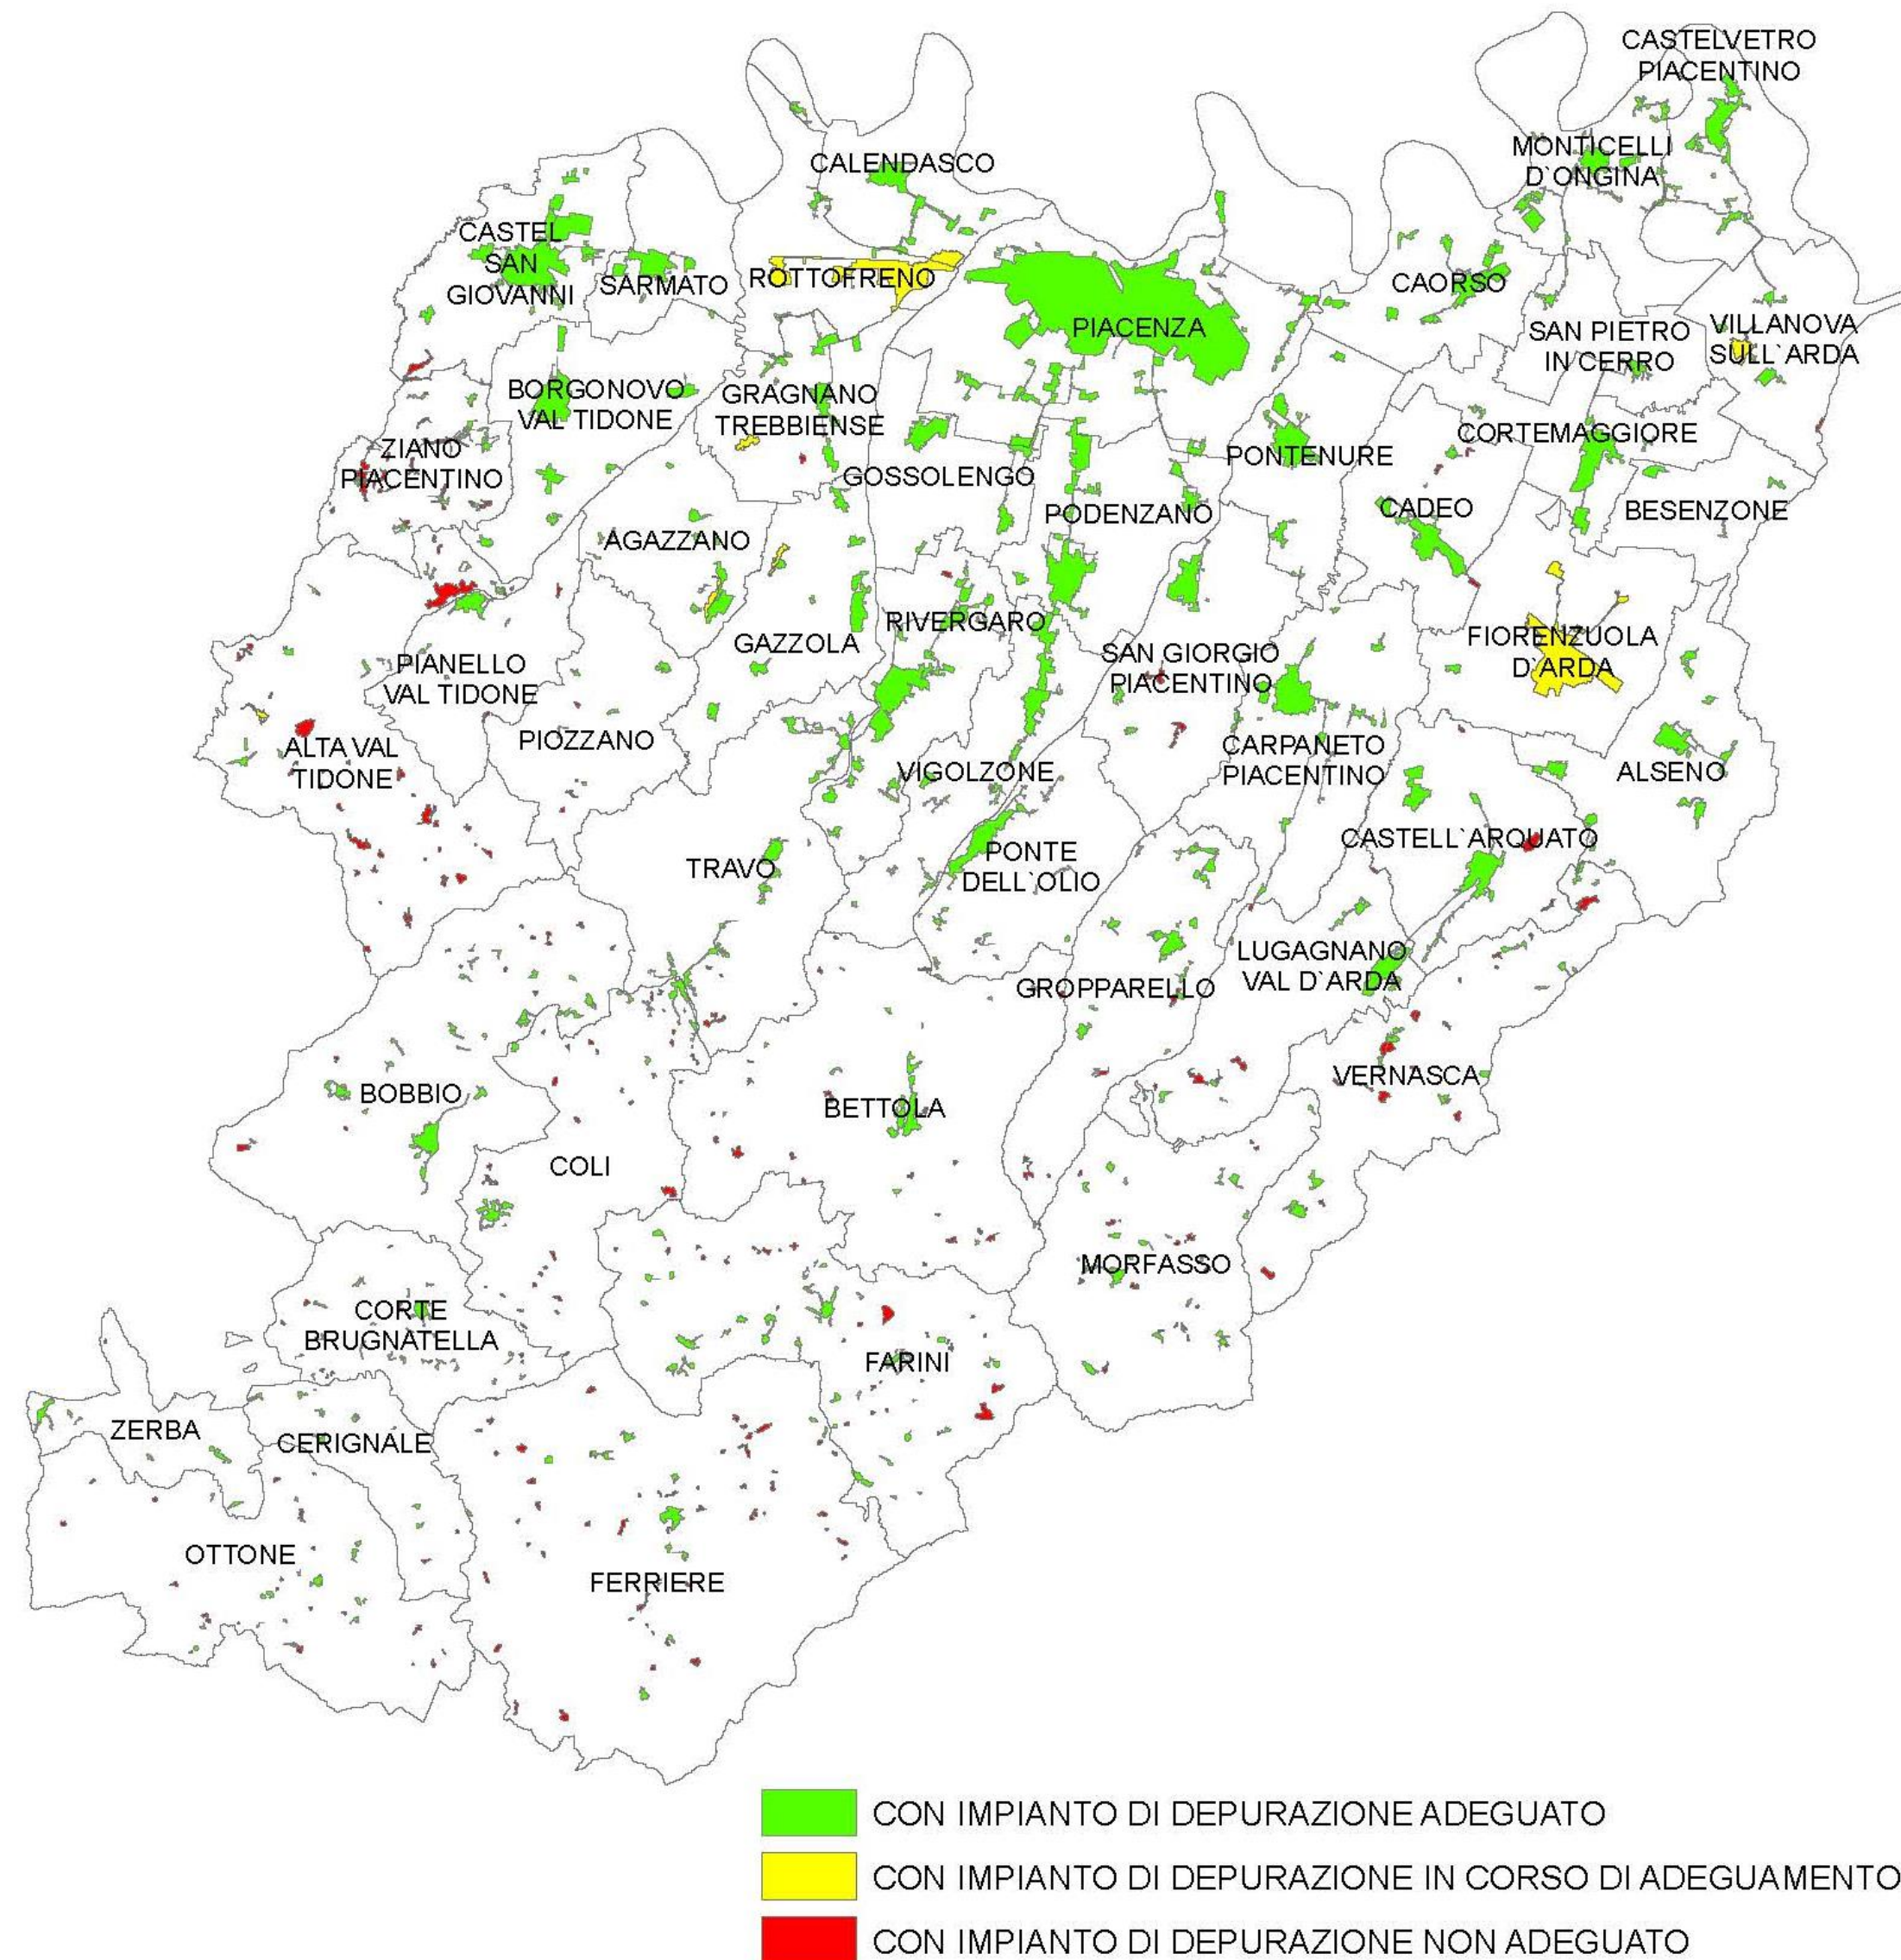 CASTELVETRO
PIACENTINO
MONTICELLI
D`ONGINA
CALENDASCO
CASTEL
SAN
GIOVANNI
SARMATO
ROTTOFRENO
PIACENZA
CAORSO
SAN PIETRO
IN CERRO
VILLANOVA
SULL`ARDA
BORGONOVO
VAL TIDONE
GRAGNANO
TREBBIENSE
ZIANO
PIACENTINO
GOSSOLENGO
PONTENURE
CORTEMAGGIORE
PODENZANO
CADEO
BESENZONE
AGAZZANO
RIVERGARO
GAZZOLA
FIORENZUOLA
D`ARDA
SAN GIORGIO
PIACENTINO
PIANELLO
VAL TIDONE
PIOZZANO
ALTA VAL
TIDONE
VIGOLZONE
CARPANETO
PIACENTINO
ALSENO
TRAVO
PONTE
DELL`OLIO
CASTELL`ARQUATO
LUGAGNANO
VAL D`ARDA
GROPPARELLO
VERNASCA
BOBBIO
BETTOLA
COLI
MORFASSO
CORTE
BRUGNATELLA
FARINI
ZERBA
CERIGNALE
OTTONE
FERRIERE
CON IMPIANTO DI DEPURAZIONE ADEGUATO
CON IMPIANTO DI DEPURAZIONE IN CORSO DI ADEGUAMENTO
CON IMPIANTO DI DEPURAZIONE NON ADEGUATO